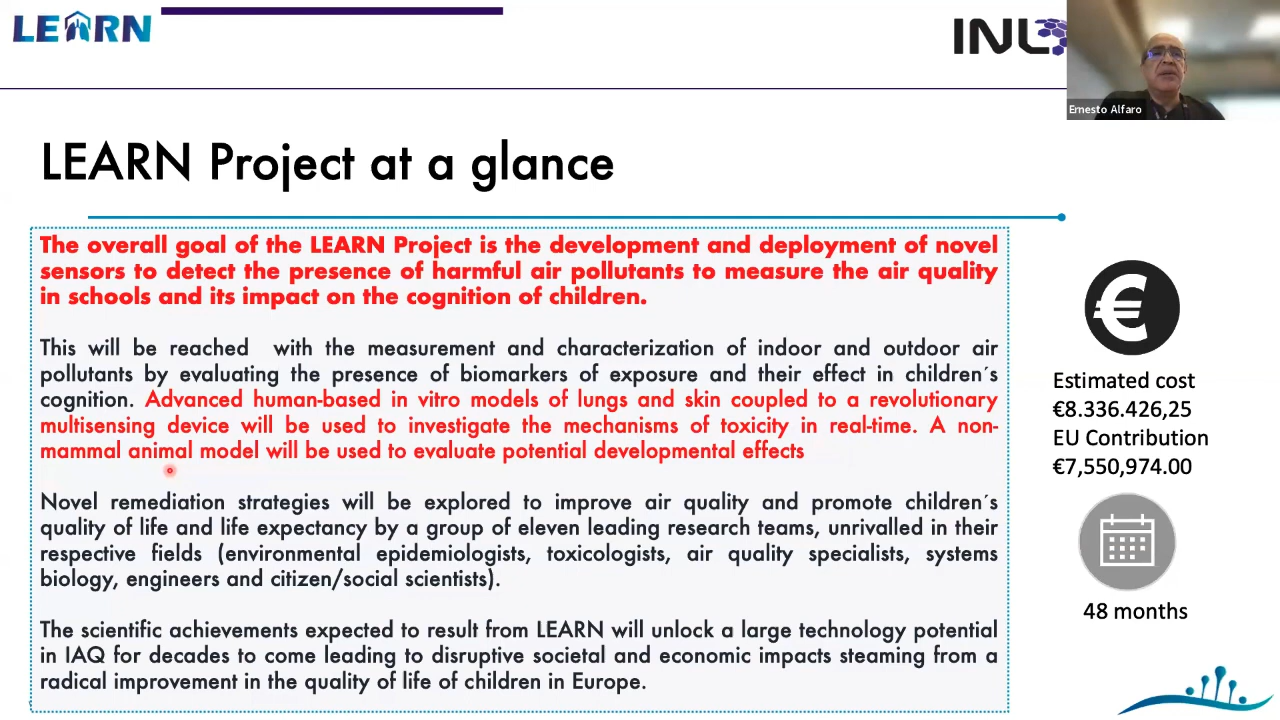 LEARN
INL
Ernesto Alfaro
LEARN Project at a glance
The overall goal of the LEARN Project is the development and deployment of novel
sensors to detect the presence of harmful air pollutants to measure the air quality
in schools and its impact on the cognition of children.
This will be reached with the measurement and characterization of indoor and outdoor air
pollutants by evaluating the presence of biomarkers of exposure and their effect in children´s
cognition. Advanced human-based in vitro models of lungs and skin coupled to a revolutionary
multisensing device will be used to investigate the mechanisms of toxicity in real-time. A non-
mammal animal model will be used to evaluate potential developmental effects
Novel remediation strategies will be explored to improve air quality and promote children´s
quality of life and life expectancy by a group of eleven leading research teams, unrivalled in their
respective fields (environmental epidemiologists, toxicologists, air quality specialists, systems
biology, engineers and citizen/social scientists).
The scientific achievements expected to result from LEARN will unlock a large technology potential
in IAQ for decades to come leading to disruptive societal and economic impacts steaming from a
radical improvement in the quality of life of children in Europe.
€
Estimated cost
€8.336.426,25
EU Contribution
€7,550,974.00
48 months